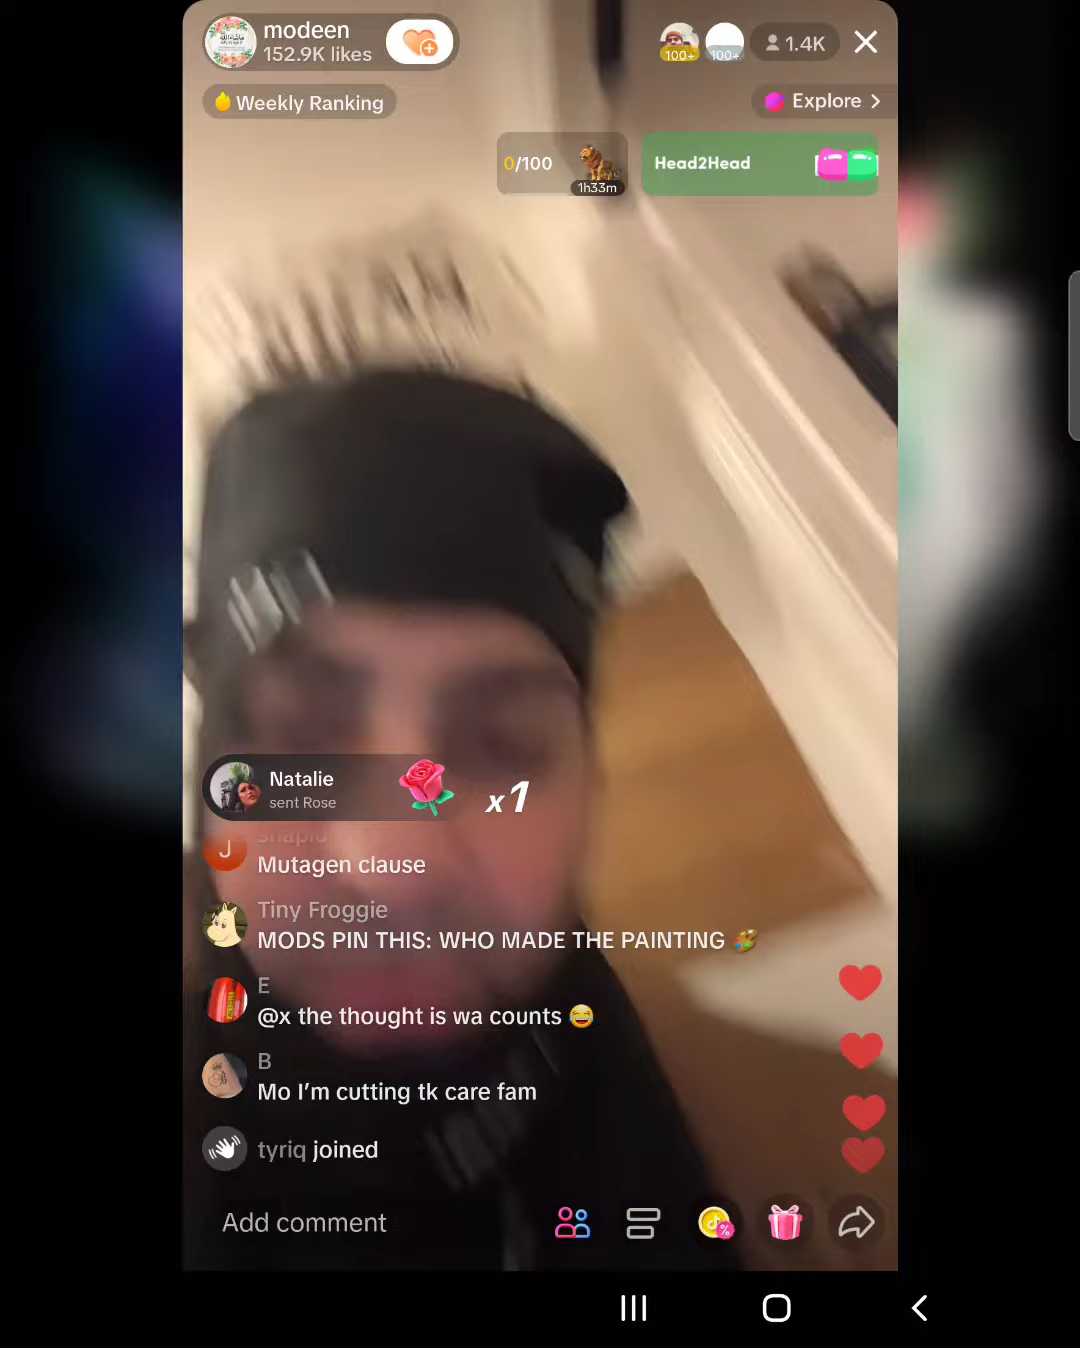 modeen
152.9K likes
100+
100+
1.4K
Weekly Ranking
Explore
0/100
1h33m
Head2Head
Natalie
sent Rose
x1
J
Mutagen clause
Tiny Froggie
MODS PIN THIS: WHO MADE THE PAINTING 🎨
E
@x the thought is wa counts 😂
B
Mo I’m cutting tk care fam
tyriq joined
Add comment